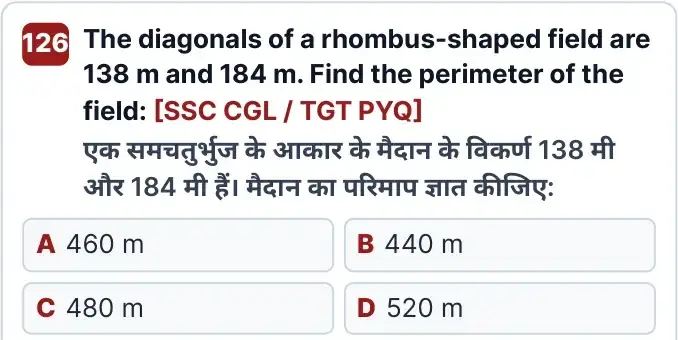 126 The diagonals of a rhombus-shaped field are
138 m and 184 m. Find the perimeter of the
field: [SSC CGL / TGT PYQ]
एक समचतुर्भुज के आकार के मैदान के विकर्ण 138 मी
और 184 मी हैं। मैदान का परिमाप ज्ञात कीजिए:
A 460 m B 440 m
C 480 m D 520 m